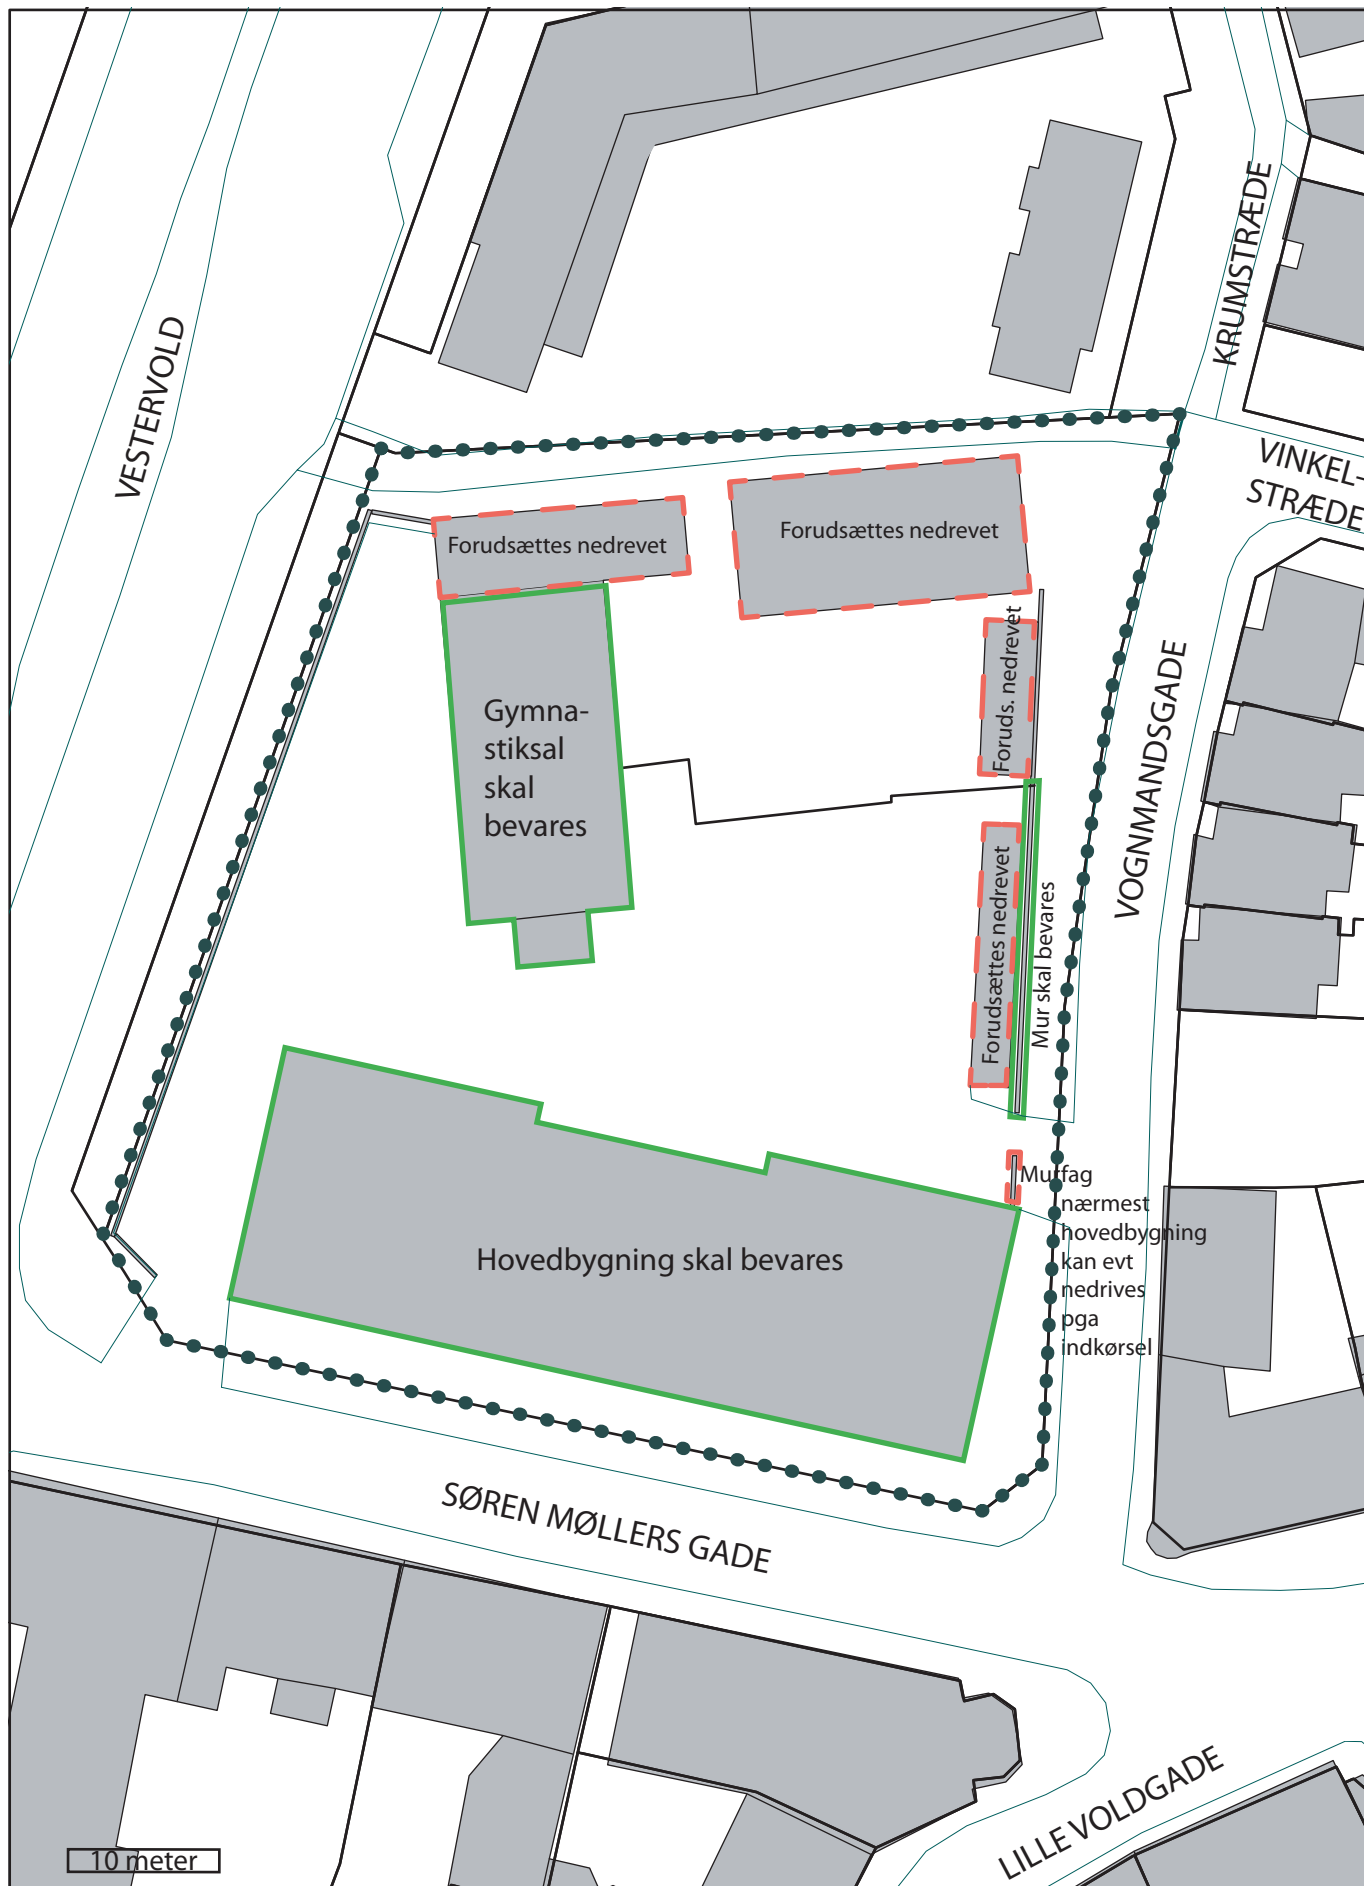 KRUMSTRÆDE
VESTERVOLD
VINKEL-
STRÆDE
Forudsættes nedrevet
Forudsættes nedrevet
Foruds. nedrevet
VOGNMANDSGADE
Gymna-
stiksal
skal
bevares
Forudsættes nedrevet
Mur skal bevares
Murfag
nærmest
hovedbygning
kan evt
nedrives
pga
indkørsel
Hovedbygning skal bevares
SØREN MØLLERS GADE
LILLE VOLDGADE
10 meter